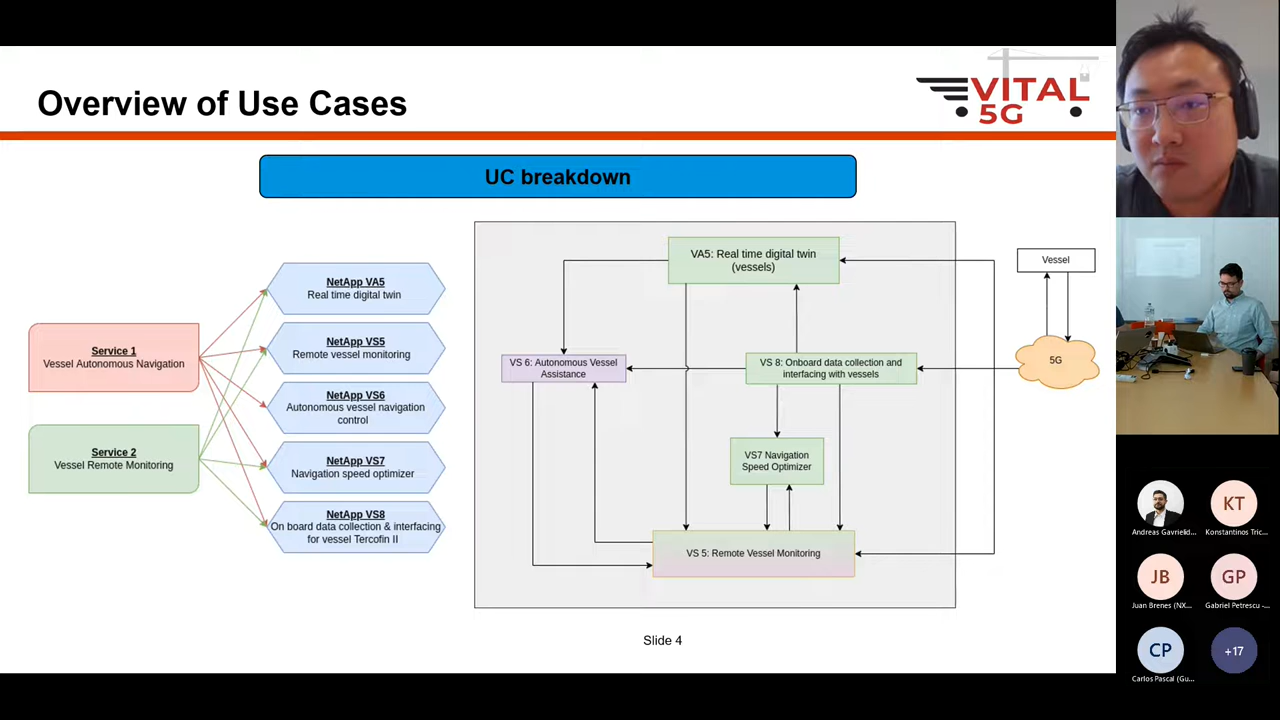 Overview of Use Cases
VITAL
5G
UC breakdown
Service 1
Vessel Autonomous Navigation
Service 2
Vessel Remote Monitoring
NetApp VA5
Real time digital twin
NetApp VS5
Remote vessel monitoring
NetApp VS6
Autonomous vessel navigation
control
NetApp VS7
Navigation speed optimizer
NetApp VS8
On board data collection & interfacing
for vessel Tercofin II
VA5: Real time digital twin
(vessels)
VS 6: Autonomous Vessel
Assistance
VS 8: Onboard data collection and
interfacing with vessels
VS7 Navigation
Speed Optimizer
VS 5: Remote Vessel Monitoring
Vessel
5G
Slide 4
Andreas Gavrielid...
KT
Konstantinos Tric...
JB
Juan Brenes (NX...
GP
Gabriel Petrescu -...
CP
Carlos Pascal (Gu...
+17